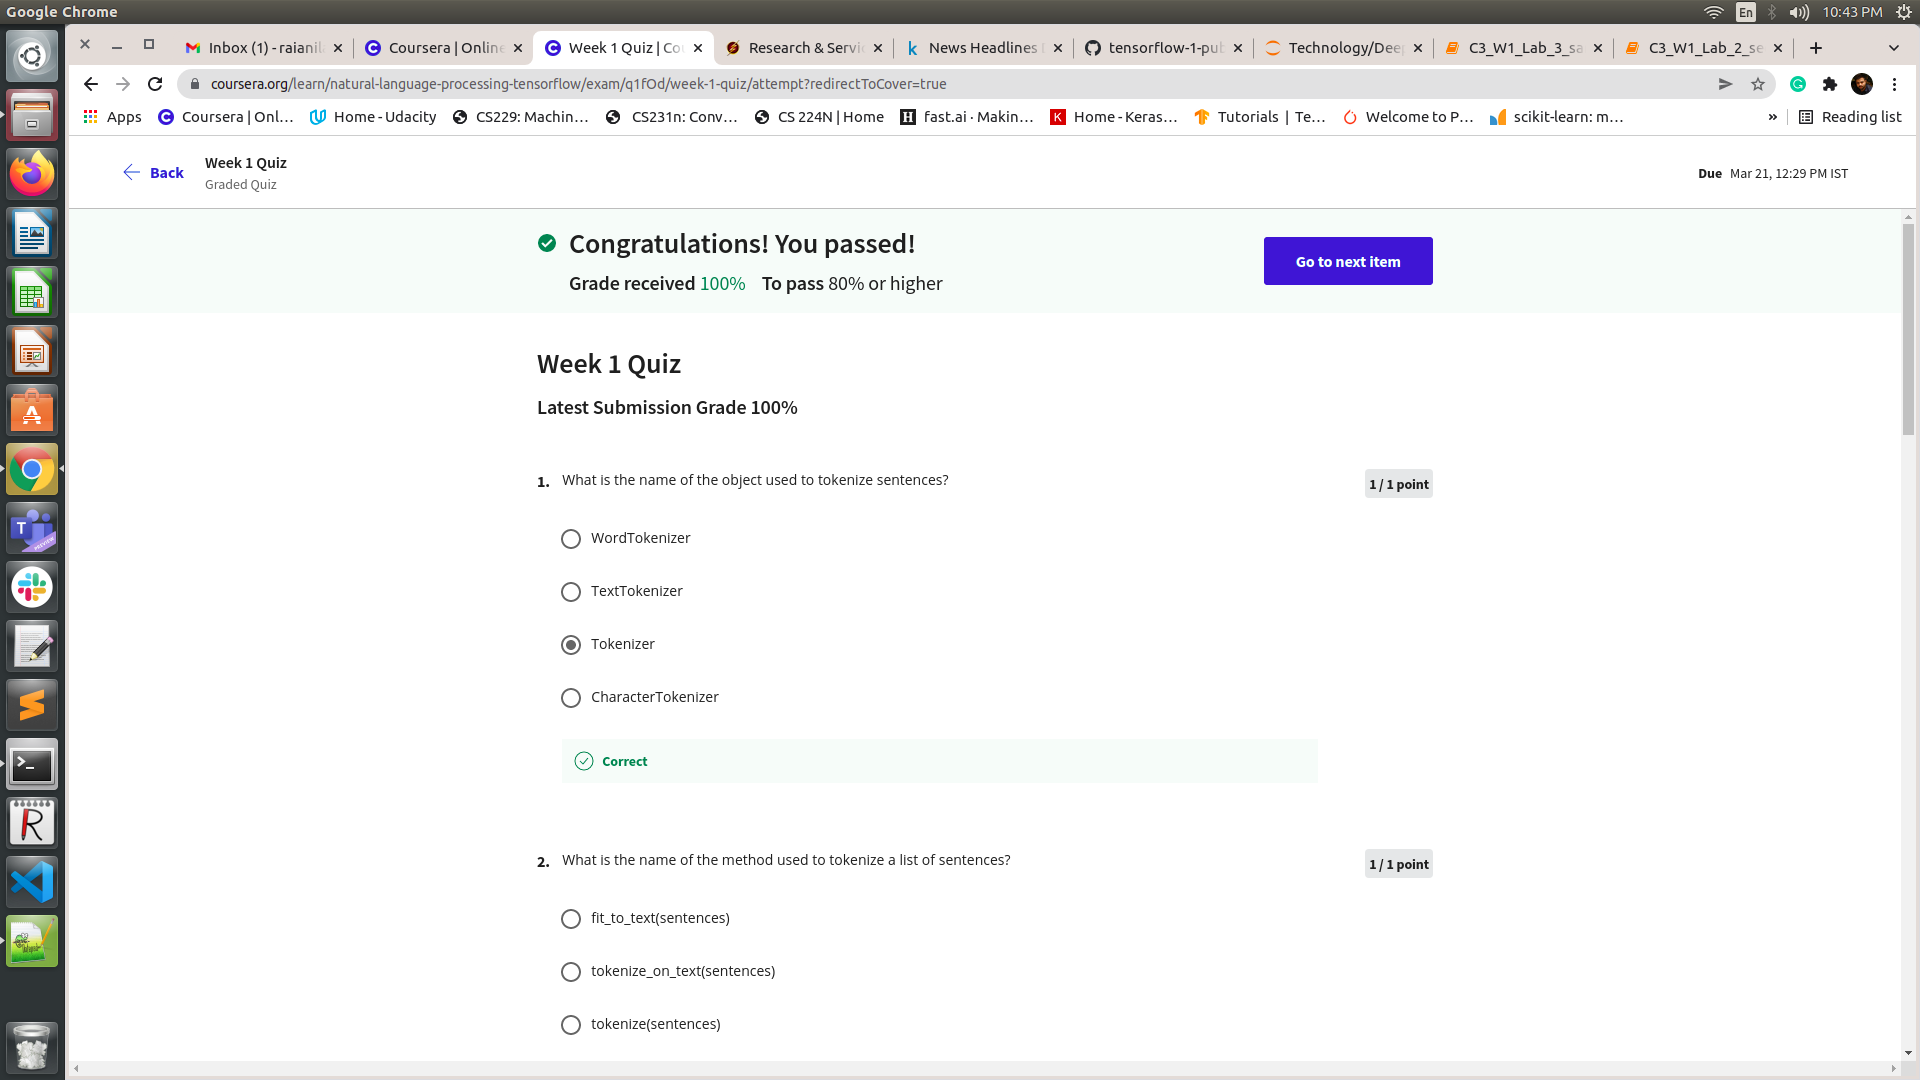 Google Chrome
En
10:43 PM
Inbox (1) - raianil
Coursera | Online
Week 1 Quiz | Co
Research & Servi
News Headlines
tensorflow-1-pub
Technology/Deep
C3_W1_Lab_3_sa
C3_W1_Lab_2_se
coursera.org/learn/natural-language-processing-tensorflow/exam/q1fOd/week-1-quiz/attempt?redirectToCover=true
Apps
Coursera | Onl...
Home - Udacity
CS229: Machin...
CS231n: Conv...
CS 224N | Home
fast.ai · Makin...
Home - Keras...
Tutorials | Te...
Welcome to P...
scikit-learn: m...
»
Reading list
Back
Week 1 Quiz
Graded Quiz
Due Mar 21, 12:29 PM IST
Congratulations! You passed!
Grade received 100% To pass 80% or higher
Go to next item
Week 1 Quiz
Latest Submission Grade 100%
1. What is the name of the object used to tokenize sentences?
1 / 1 point
WordTokenizer
TextTokenizer
Tokenizer
CharacterTokenizer
Correct
2. What is the name of the method used to tokenize a list of sentences?
1 / 1 point
fit_to_text(sentences)
tokenize_on_text(sentences)
tokenize(sentences)